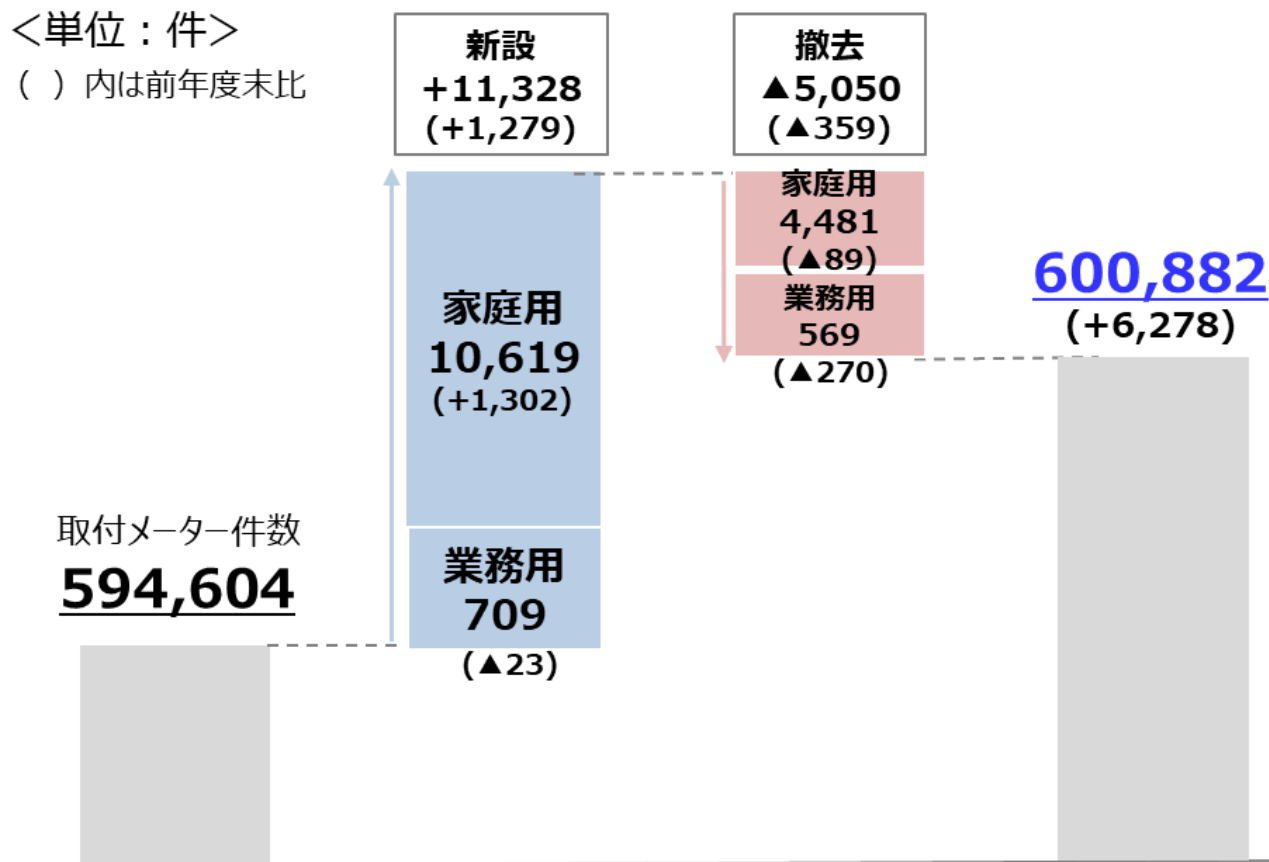 ＜単位：件＞
( ) 内は前年度末比
新設
+11,328
(+1,279)
撤去
▲5,050
(▲359)
家庭用
10,619
(+1,302)
業務用
709
(▲23)
家庭用
4,481
(▲89)
業務用
569
(▲270)
取付メーター件数
594,604
600,882
(+6,278)